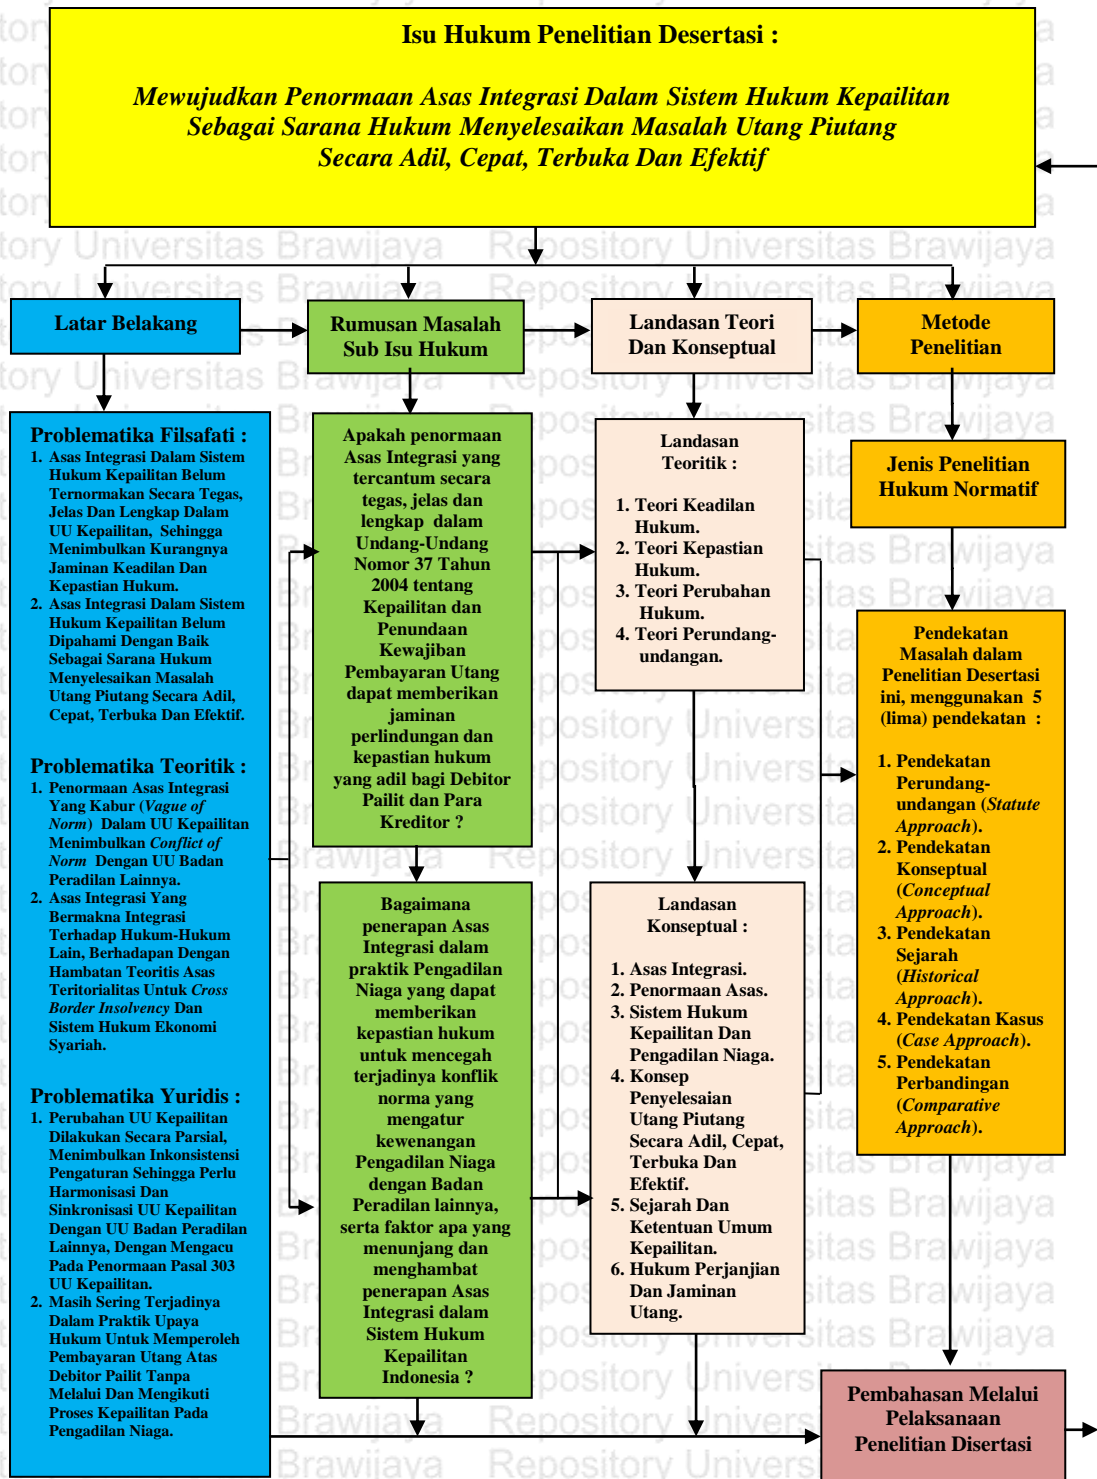 Isu Hukum Penelitian Desertasi :
Mewujudkan Penormaan Asas Integrasi Dalam Sistem Hukum Kepailitan
Sebagai Sarana Hukum Menyelesaikan Masalah Utang Piutang
Secara Adil, Cepat, Terbuka Dan Efektif
Latar Belakang
Rumusan Masalah
Sub Isu Hukum
Landasan Teori
Dan Konseptual
Metode
Penelitian
Problematika Filsafati :
1. Asas Integrasi Dalam Sistem
Hukum Kepailitan Belum
Ternormakan Secara Tegas,
Jelas Dan Lengkap Dalam
UU Kepailitan, Sehingga
Menimbulkan Kurangnya
Jaminan Keadilan Dan
Kepastian Hukum.
2. Asas Integrasi Dalam Sistem
Hukum Kepailitan Belum
Dipahami Dengan Baik
Sebagai Sarana Hukum
Menyelesaikan Masalah
Utang Piutang Secara Adil,
Cepat, Terbuka Dan Efektif.
Problematika Teoritik :
1. Penormaan Asas Integrasi
Yang Kabur (Vague of
Norm) Dalam UU Kepailitan
Menimbulkan Conflict of
Norm Dengan UU Badan
Peradilan Lainnya.
2. Asas Integrasi Yang
Bermakna Integrasi
Terhadap Hukum-Hukum
Lain, Berhadapan Dengan
Hambatan Teoritis Asas
Teritorialitas Untuk Cross
Border Insolvency Dan
Sistem Hukum Ekonomi
Syariah.
Problematika Yuridis :
1. Perubahan UU Kepailitan
Dilakukan Secara Parsial,
Menimbulkan Inkonsistensi
Pengaturan Sehingga Perlu
Harmonisasi Dan
Sinkronisasi UU Kepailitan
Dengan UU Badan Peradilan
Lainnya, Dengan Mengacu
Pada Penormaan Pasal 303
UU Kepailitan.
2. Masih Sering Terjadinya
Dalam Praktik Upaya
Hukum Untuk Memperoleh
Pembayaran Utang Atas
Debitor Pailit Tanpa
Melalui Dan Mengikuti
Proses Kepailitan Pada
Pengadilan Niaga.
Apakah penormaan
Asas Integrasi yang
tercantum secara
tegas, jelas dan
lengkap dalam
Undang-Undang
Nomor 37 Tahun
2004 tentang
Kepailitan dan
Penundaan
Kewajiban
Pembayaran Utang
dapat memberikan
jaminan
perlindungan dan
kepastian hukum
yang adil bagi Debitor
Pailit dan Para
Kreditor ?
Bagaimana
penerapan Asas
Integrasi dalam
praktik Pengadilan
Niaga yang dapat
memberikan
kepastian hukum
untuk mencegah
terjadinya konflik
norma yang
mengatur
kewenangan
Pengadilan Niaga
dengan Badan
Peradilan lainnya,
serta faktor apa yang
menunjang dan
menghambat
penerapan Asas
Integrasi dalam
Sistem Hukum
Kepailitan
Indonesia ?
Landasan
Teoritik :
1. Teori Keadilan
Hukum.
2. Teori Kepastian
Hukum.
3. Teori Perubahan
Hukum.
4. Teori Perundang-
undangan.
Landasan
Konseptual :
1. Asas Integrasi.
2. Penormaan Asas.
3. Sistem Hukum
Kepailitan Dan
Pengadilan Niaga.
4. Konsep
Penyelesaian
Utang Piutang
Secara Adil, Cepat,
Terbuka Dan
Efektif.
5. Sejarah Dan
Ketentuan Umum
Kepailitan.
6. Hukum Perjanjian
Dan Jaminan
Utang.
Jenis Penelitian
Hukum Normatif
Pendekatan
Masalah dalam
Penelitian Desertasi
ini, menggunakan 5
(lima) pendekatan :
1. Pendekatan
Perundang-
undangan (Statute
Approach).
2. Pendekatan
Konseptual
(Conceptual
Approach).
3. Pendekatan
Sejarah
(Historical
Approach).
4. Pendekatan Kasus
(Case Approach).
5. Pendekatan
Perbandingan
(Comparative
Approach).
Pembahasan Melalui
Pelaksanaan
Penelitian Disertasi